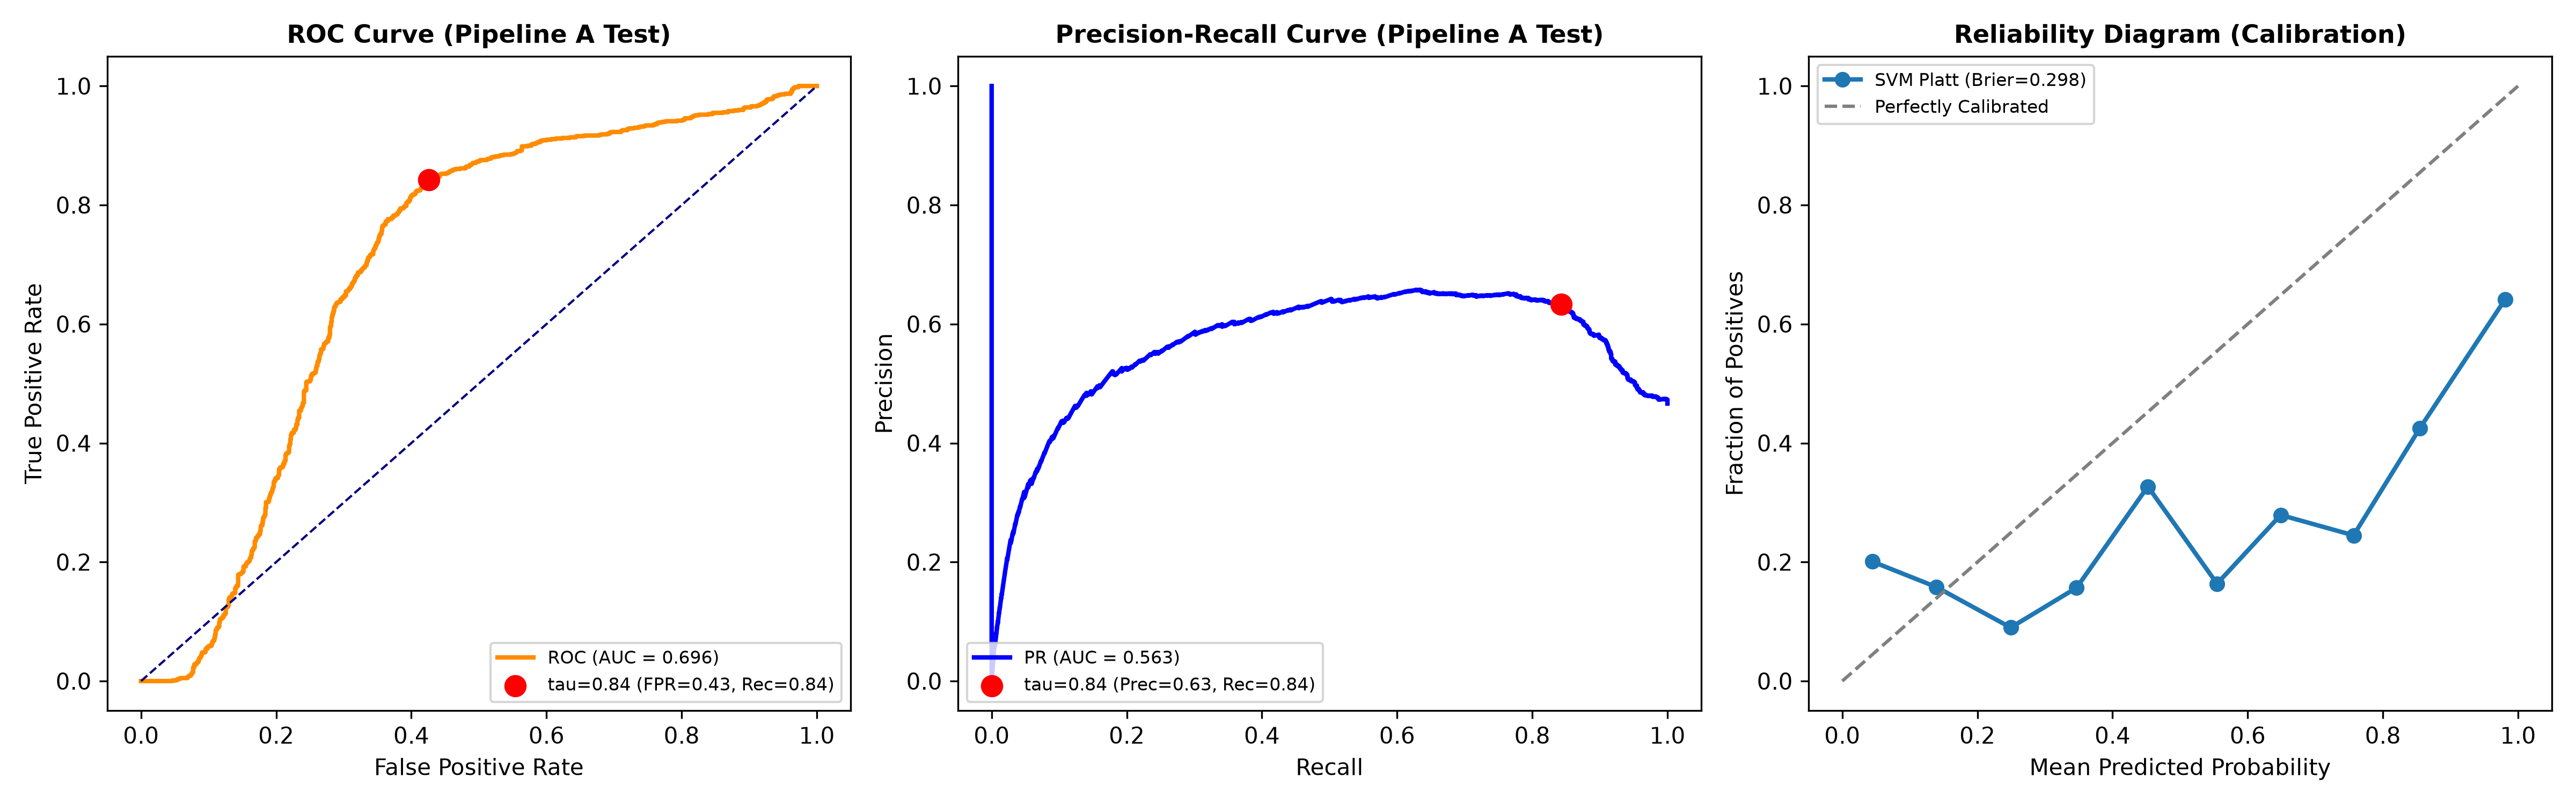 ROC Curve (Pipeline A Test)
True Positive Rate
1.0
0.8
0.6
0.4
0.2
0.0
ROC (AUC = 0.696)
tau=0.84 (FPR=0.43, Rec=0.84)
0.0 0.2 0.4 0.6 0.8 1.0
False Positive Rate
Precision-Recall Curve (Pipeline A Test)
Precision
1.0
0.8
0.6
0.4
0.2
0.0
PR (AUC = 0.563)
tau=0.84 (Prec=0.63, Rec=0.84)
0.0 0.2 0.4 0.6 0.8 1.0
Recall
Reliability Diagram (Calibration)
Fraction of Positives
SVM Platt (Brier=0.298)
Perfectly Calibrated
1.0
0.8
0.6
0.4
0.2
0.0
0.0 0.2 0.4 0.6 0.8 1.0
Mean Predicted Probability